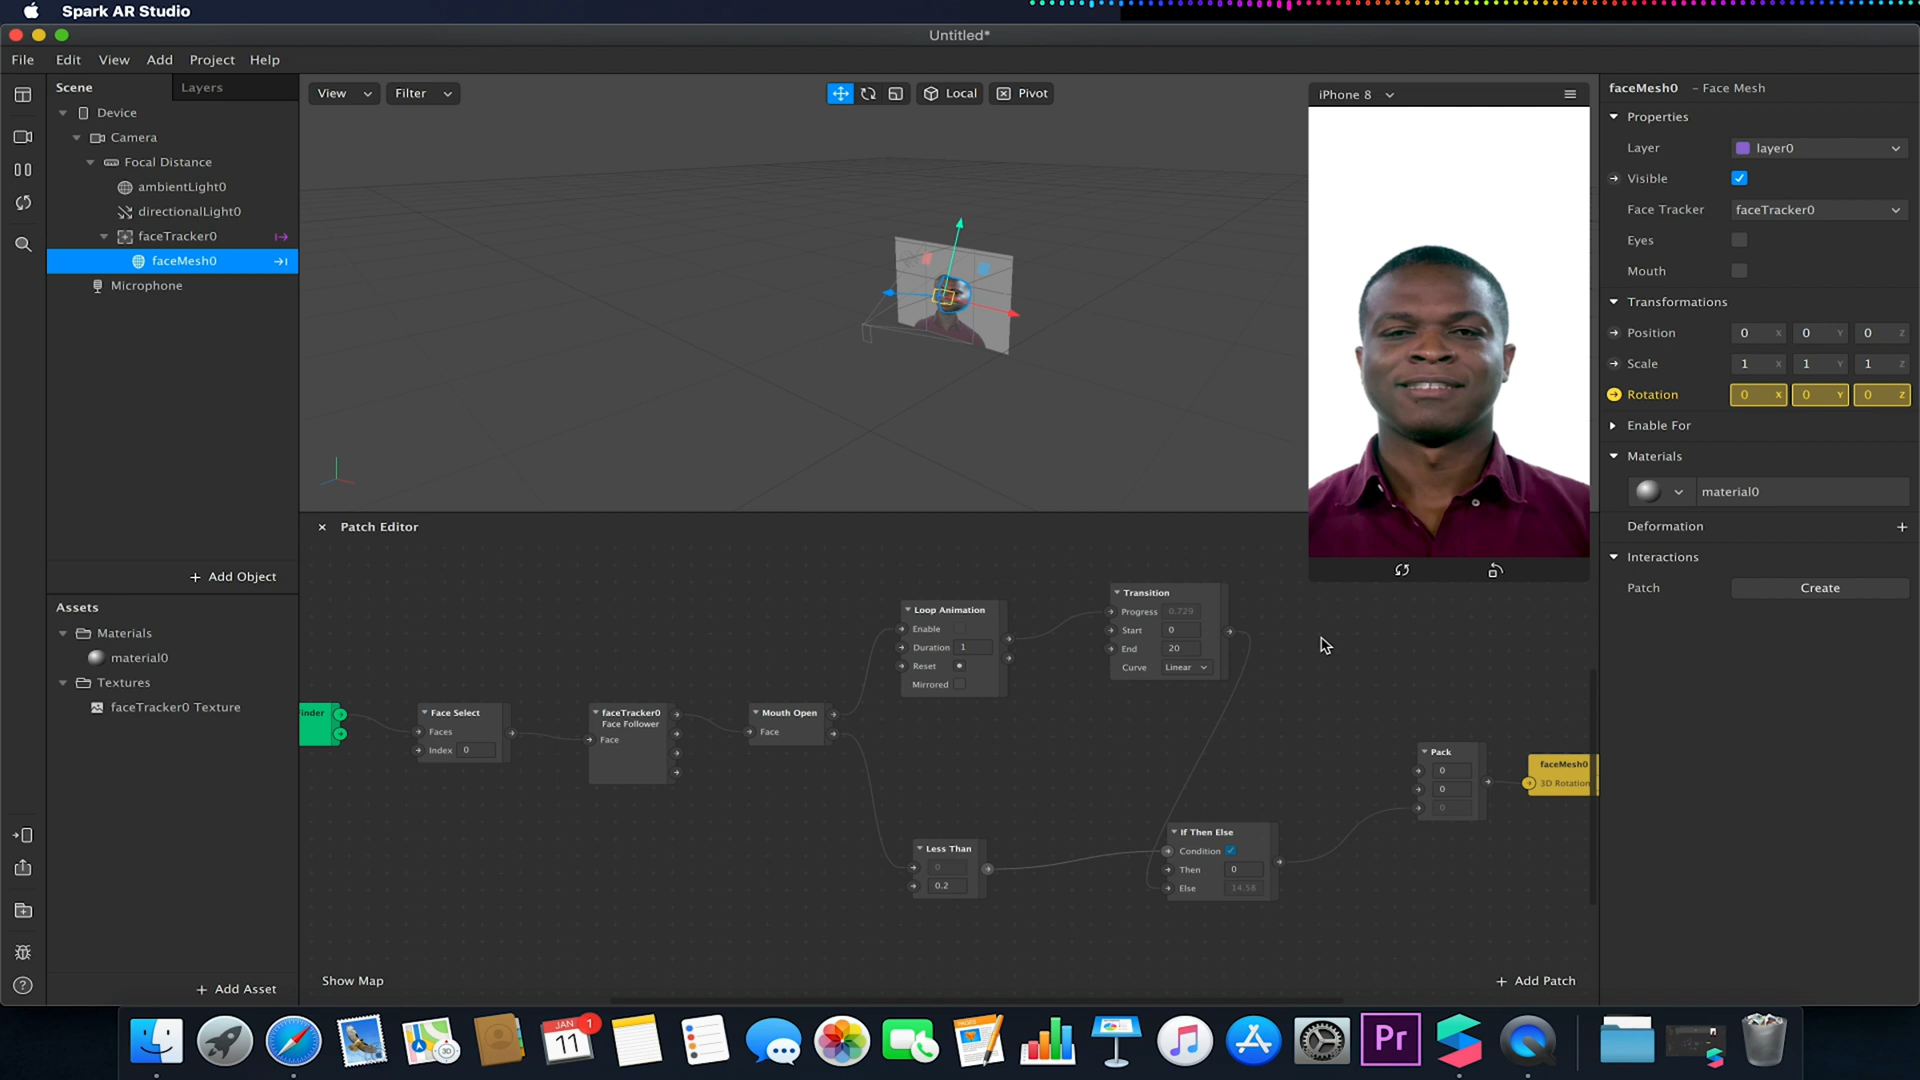 Spark AR Studio
Untitled*
File Edit View Add Project Help
Scene Layers
Device
Camera
Focal Distance
ambientLight0
directionalLight0
faceTracker0
faceMesh0
Microphone
+ Add Object
Assets
Materials
material0
Textures
faceTracker0 Texture
+ Add Asset
View Filter Local Pivot
iPhone 8
Patch Editor
Face Select
Faces
Index 0
faceTracker0
Face Follower
Face
Mouth Open
Face
Loop Animation
Enable
Duration 1
Reset
Mirrored
Transition
Progress 0.729
Start 0
End 20
Curve Linear
Less Than
0
0.2
If Then Else
Condition
Then 0
Else 14.58
Pack
0
0
0
faceMesh0
3D Rotation
Show Map
+ Add Patch
faceMesh0 - Face Mesh
Properties
Layer layer0
Visible
Face Tracker faceTracker0
Eyes
Mouth
Transformations
Position 0 X 0 Y 0 Z
Scale 1 X 1 Y 1 Z
Rotation 0 X 0 Y 0 Z
Enable For
Materials
material0
Deformation +
Interactions
Patch Create
JAN
11
1
Pr